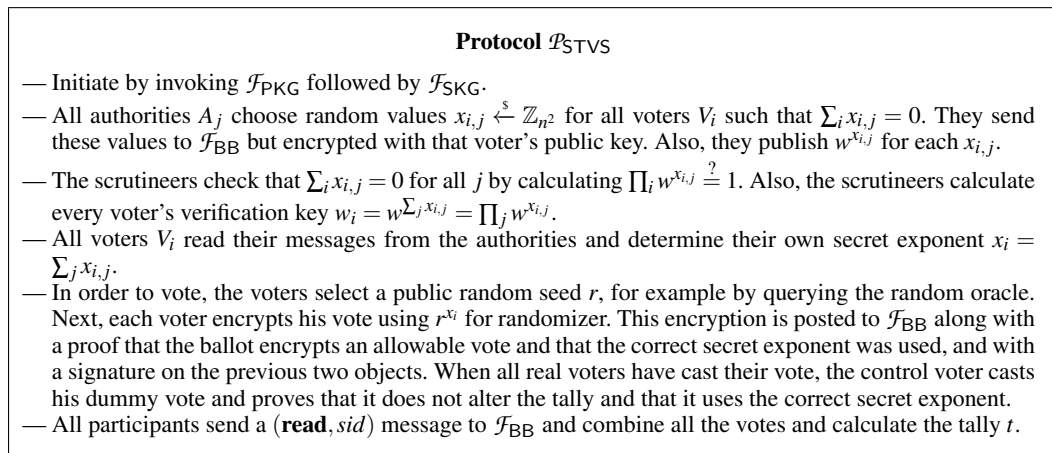 Protocol 𝒫STVS
— Initiate by invoking ℱPKG followed by ℱSKG.
— All authorities Aj choose random values xi,j ←$ ℤn2 for all voters Vi such that ∑i xi,j = 0. They send
these values to ℱBB but encrypted with that voter's public key. Also, they publish w^{xi,j} for each xi,j.
— The scrutineers check that ∑i xi,j = 0 for all j by calculating ∏i w^{xi,j} ≟ 1. Also, the scrutineers calculate
every voter's verification key wi = w^{∑j xi,j} = ∏j w^{xi,j}.
— All voters Vi read their messages from the authorities and determine their own secret exponent xi =
∑j xi,j.
— In order to vote, the voters select a public random seed r, for example by querying the random oracle.
Next, each voter encrypts his vote using r^{xi} for randomizer. This encryption is posted to ℱBB along with
a proof that the ballot encrypts an allowable vote and that the correct secret exponent was used, and with
a signature on the previous two objects. When all real voters have cast their vote, the control voter casts
his dummy vote and proves that it does not alter the tally and that it uses the correct secret exponent.
— All participants send a (read, sid) message to ℱBB and combine all the votes and calculate the tally t.